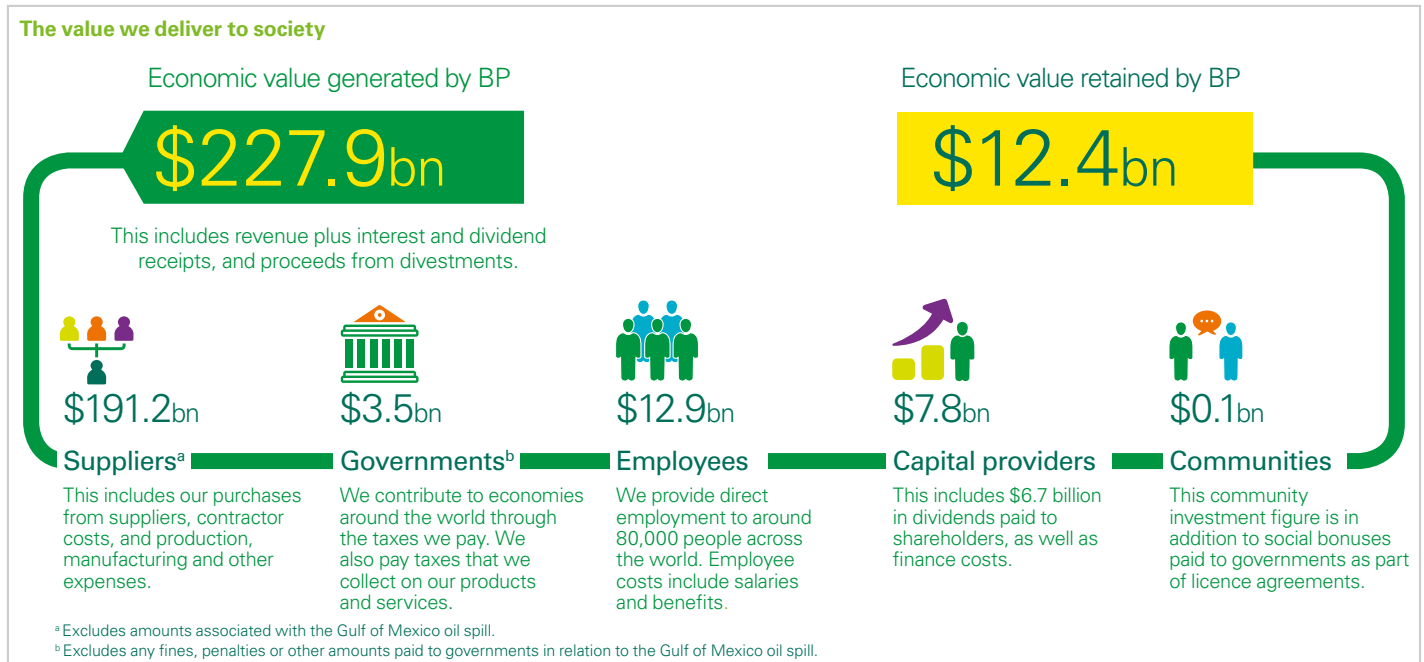 The value we deliver to society
Economic value generated by BP
$227.9bn
This includes revenue plus interest and dividend
receipts, and proceeds from divestments.
Economic value retained by BP
$12.4bn
$191.2bn
Suppliersᵃ
This includes our purchases
from suppliers, contractor
costs, and production,
manufacturing and other
expenses.
$3.5bn
Governmentsᵇ
We contribute to economies
around the world through
the taxes we pay. We
also pay taxes that we
collect on our products
and services.
$12.9bn
Employees
We provide direct
employment to around
80,000 people across
the world. Employee
costs include salaries
and benefits.
$7.8bn
Capital providers
This includes $6.7 billion
in dividends paid to
shareholders, as well as
finance costs.
$0.1bn
Communities
This community
investment figure is in
addition to social bonuses
paid to governments as part
of licence agreements.
ᵃ Excludes amounts associated with the Gulf of Mexico oil spill.
ᵇ Excludes any fines, penalties or other amounts paid to governments in relation to the Gulf of Mexico oil spill.